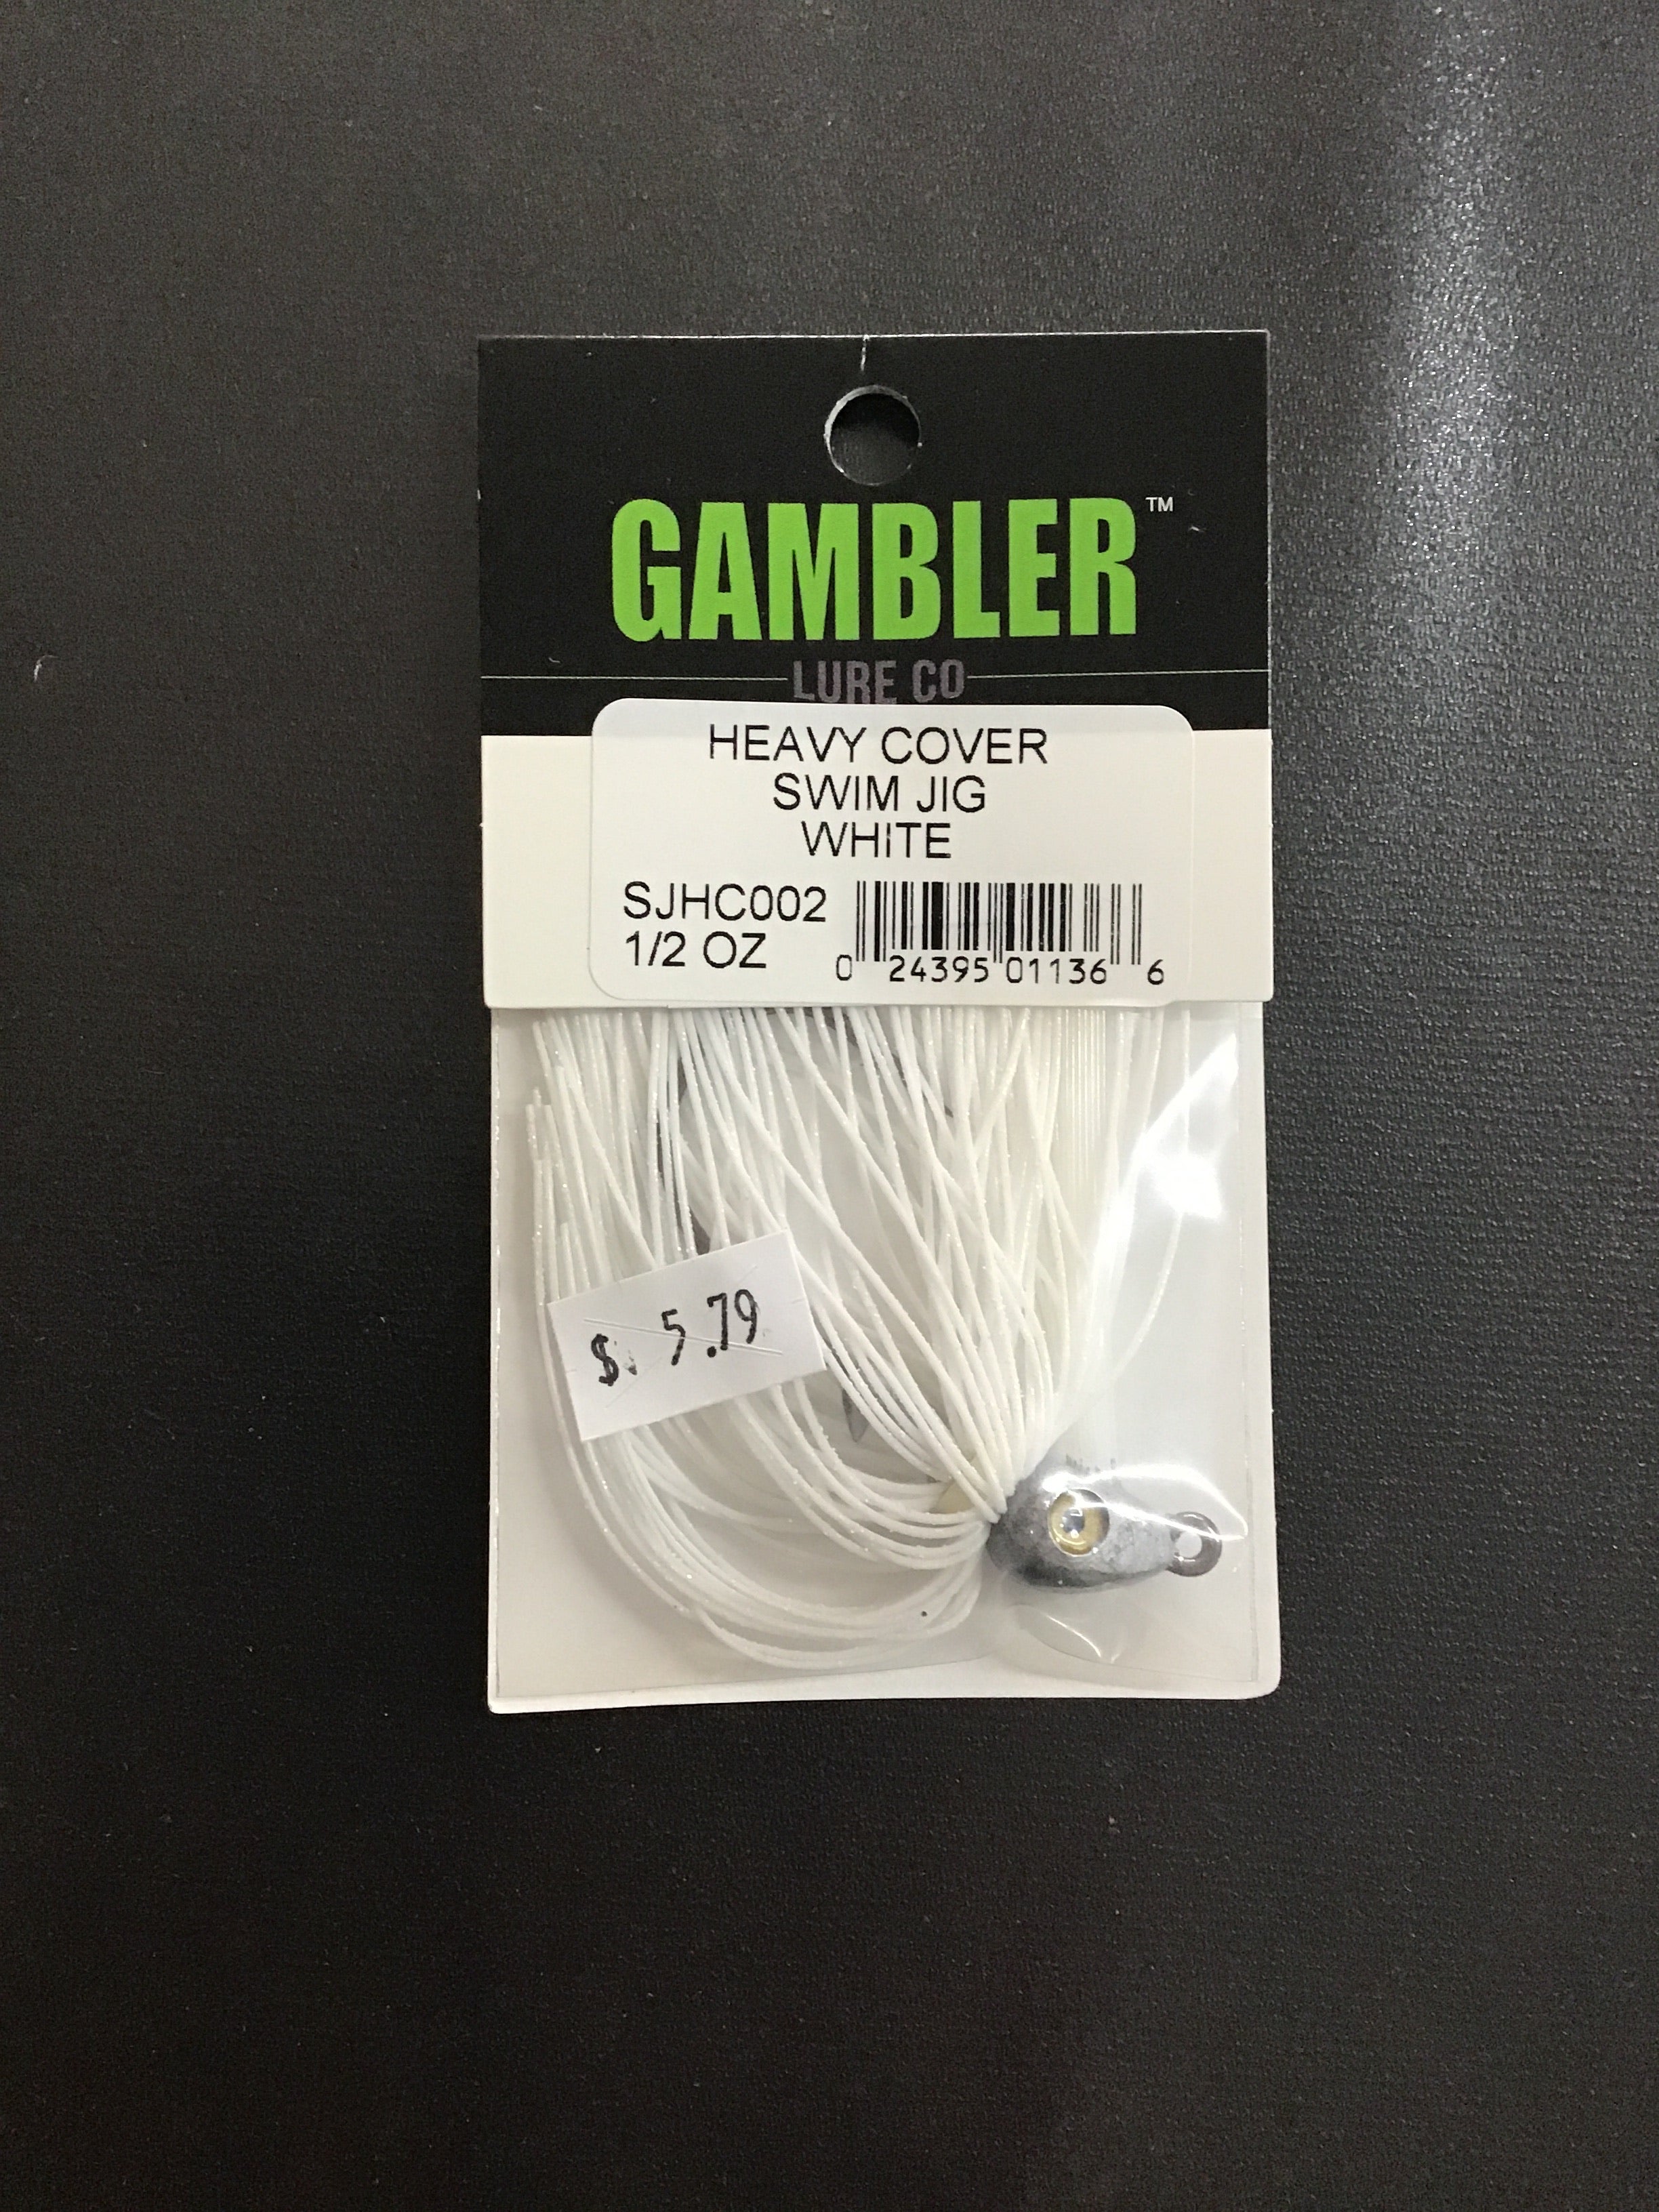 GAMBLER™
LURE CO
HEAVY COVER
SWIM JIG
WHITE
SJHC002
1/2 OZ
0 24395 01136 6
$. 5.79